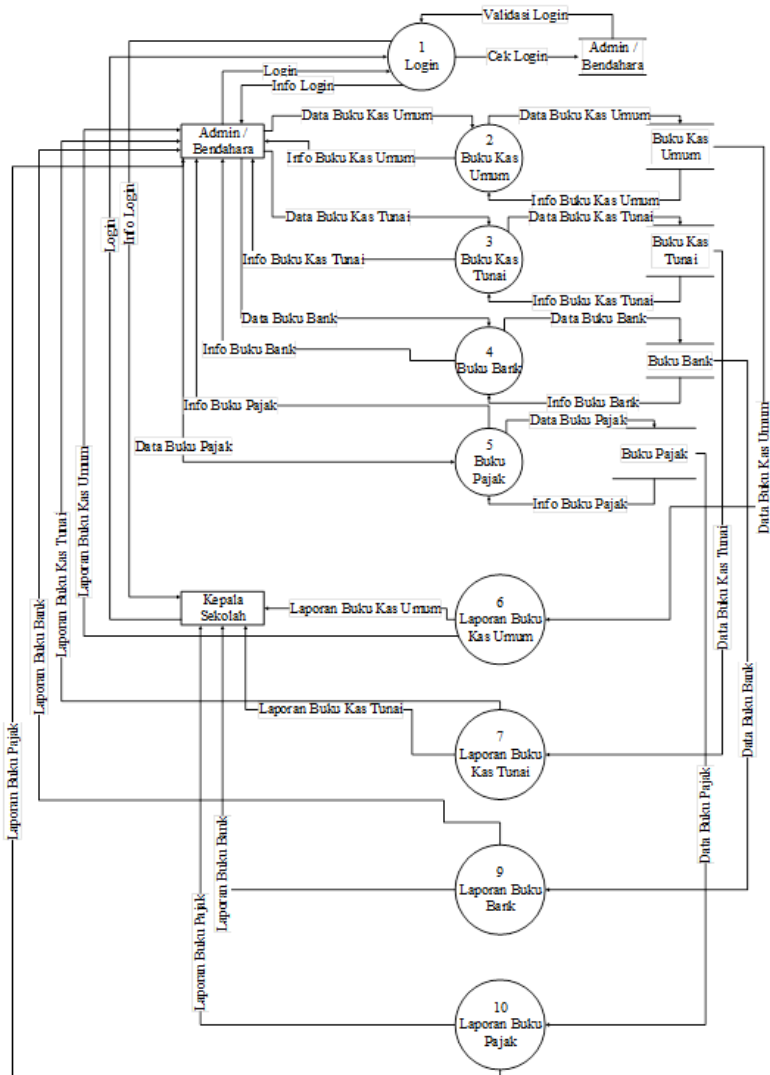 Validasi Login
1
Login
Cek Login
Admin /
Bendahara
Login
Info Login
Admin /
Bendahara
Data Buku Kas Umum
Data Buku Kas Umum
2
Buku Kas
Umum
Buku Kas
Umum
Info Buku Kas Umum
Info Buku Kas Umum
Data Buku Kas Tunai
Data Buku Kas Tunai
3
Buku Kas
Tunai
Buku Kas
Tunai
Info Buku Kas Tunai
Info Buku Kas Tunai
Data Buku Bank
Data Buku Bank
4
Buku Bank
Buku Bank
Info Buku Bank
Info Buku Bank
Info Buku Pajak
Data Buku Pajak
5
Buku
Pajak
Buku Pajak
Data Buku Pajak
Info Buku Pajak
Login
Info Login
Laporan Buku Kas Umum
Laporan Buku Kas Tunai
Laporan Buku Bank
Laporan Buku Pajak
Data Buku Kas Umum
Data Buku Kas Tunai
Data Buku Bank
Data Buku Pajak
Kepala
Sekolah
Laporan Buku Kas Umum
6
Laporan Buku
Kas Umum
Laporan Buku Kas Tunai
7
Laporan Buku
Kas Tunai
Laporan Buku Bank
9
Laporan Buku
Bank
Laporan Buku Pajak
10
Laporan Buku
Pajak